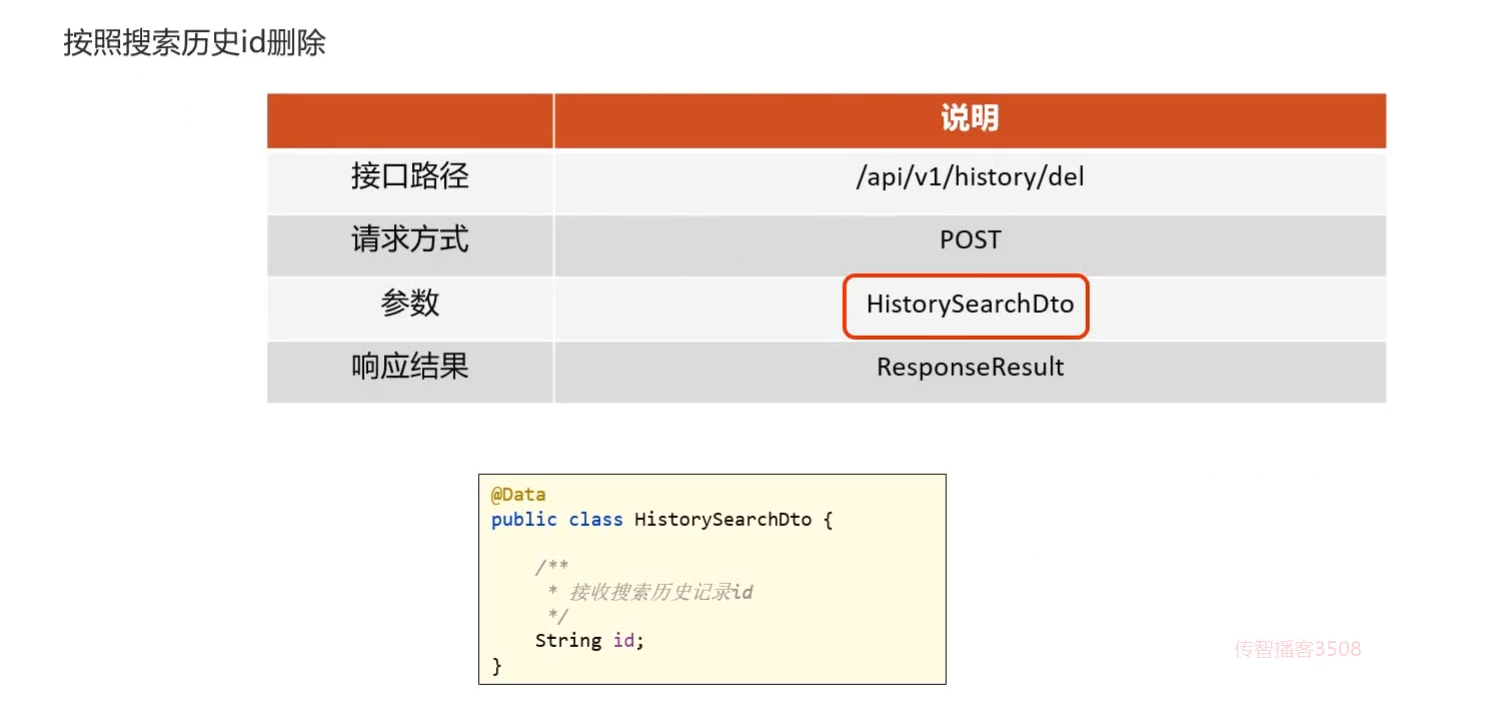 按照搜索历史id删除
说明
接口路径 /api/v1/history/del
请求方式 POST
参数 HistorySearchDto
响应结果 ResponseResult
@Data
public class HistorySearchDto {
/**
* 接收搜索历史记录id
*/
String id;
}
传智播客3508